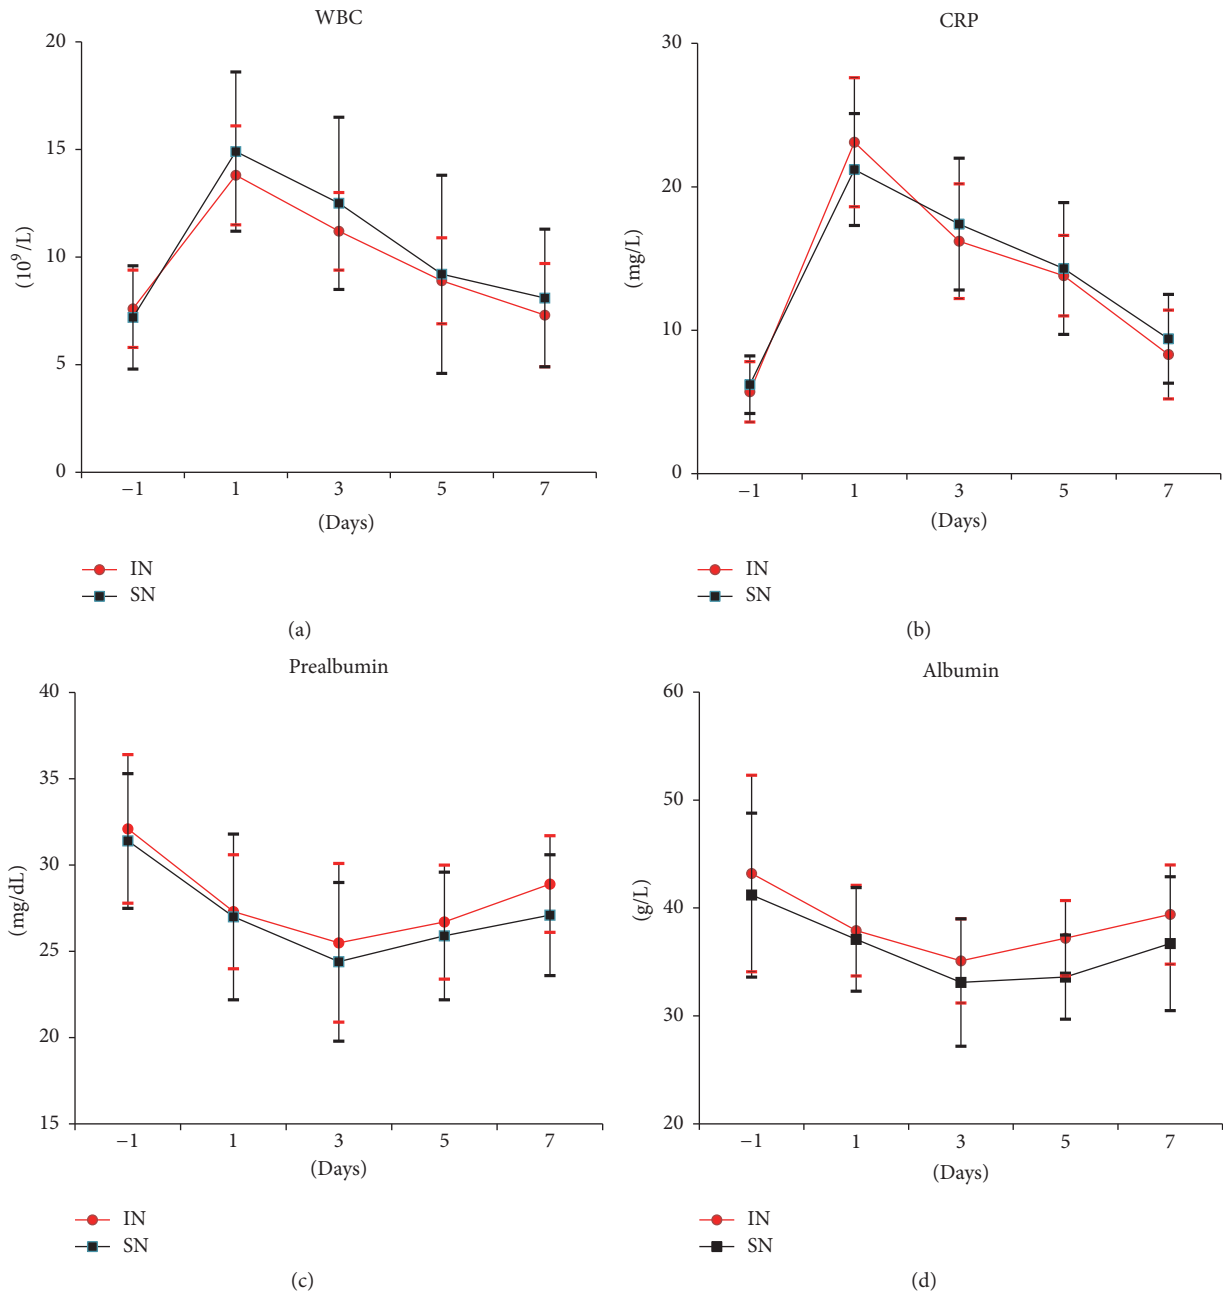 WBC
20
15
10
5
0
(10⁹/L)
−1 1 3 5 7
(Days)
IN
SN
(a)
CRP
30
20
10
0
(mg/L)
−1 1 3 5 7
(Days)
IN
SN
(b)
Prealbumin
40
35
30
25
20
15
(mg/dL)
−1 1 3 5 7
(Days)
IN
SN
(c)
Albumin
60
50
40
30
20
(g/L)
−1 1 3 5 7
(Days)
IN
SN
(d)